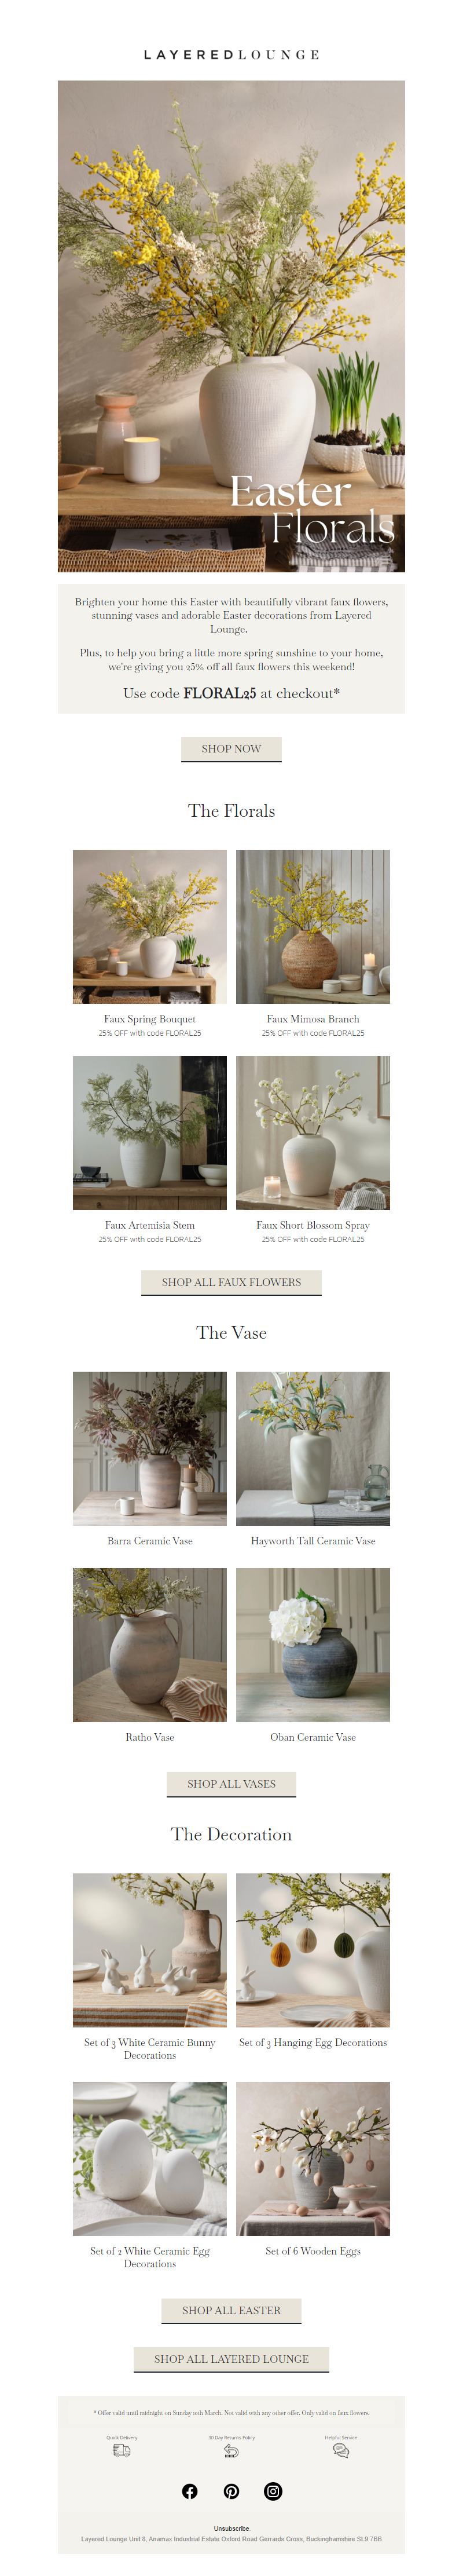 LAYEREDLOUNGE
Easter
Florals
Brighten your home this Easter with beautifully vibrant faux flowers,
stunning vases and adorable Easter decorations from Layered
Lounge.
Plus, to help you bring a little more spring sunshine to your home,
we're giving you 25% off all faux flowers this weekend!
Use code FLORAL25 at checkout*
SHOP NOW
The Florals
Faux Spring Bouquet
25% OFF with code FLORAL25
Faux Mimosa Branch
25% OFF with code FLORAL25
Faux Artemisia Stem
25% OFF with code FLORAL25
Faux Short Blossom Spray
25% OFF with code FLORAL25
SHOP ALL FAUX FLOWERS
The Vase
Barra Ceramic Vase
Hayworth Tall Ceramic Vase
Ratho Vase
Oban Ceramic Vase
SHOP ALL VASES
The Decoration
Set of 3 White Ceramic Bunny
Decorations
Set of 3 Hanging Egg Decorations
Set of 2 White Ceramic Egg
Decorations
Set of 6 Wooden Eggs
SHOP ALL EASTER
SHOP ALL LAYERED LOUNGE
* Offer valid until midnight on Sunday March. Not valid with any other offer. Only valid on faux flowers.
Quick Delivery
30 Day Returns Policy
Helpful Service
Unsubscribe
Layered Lounge Unit 8, Anamax Industrial Estate Oxford Road Gerrards Cross, Buckinghamshire SL9 7BB